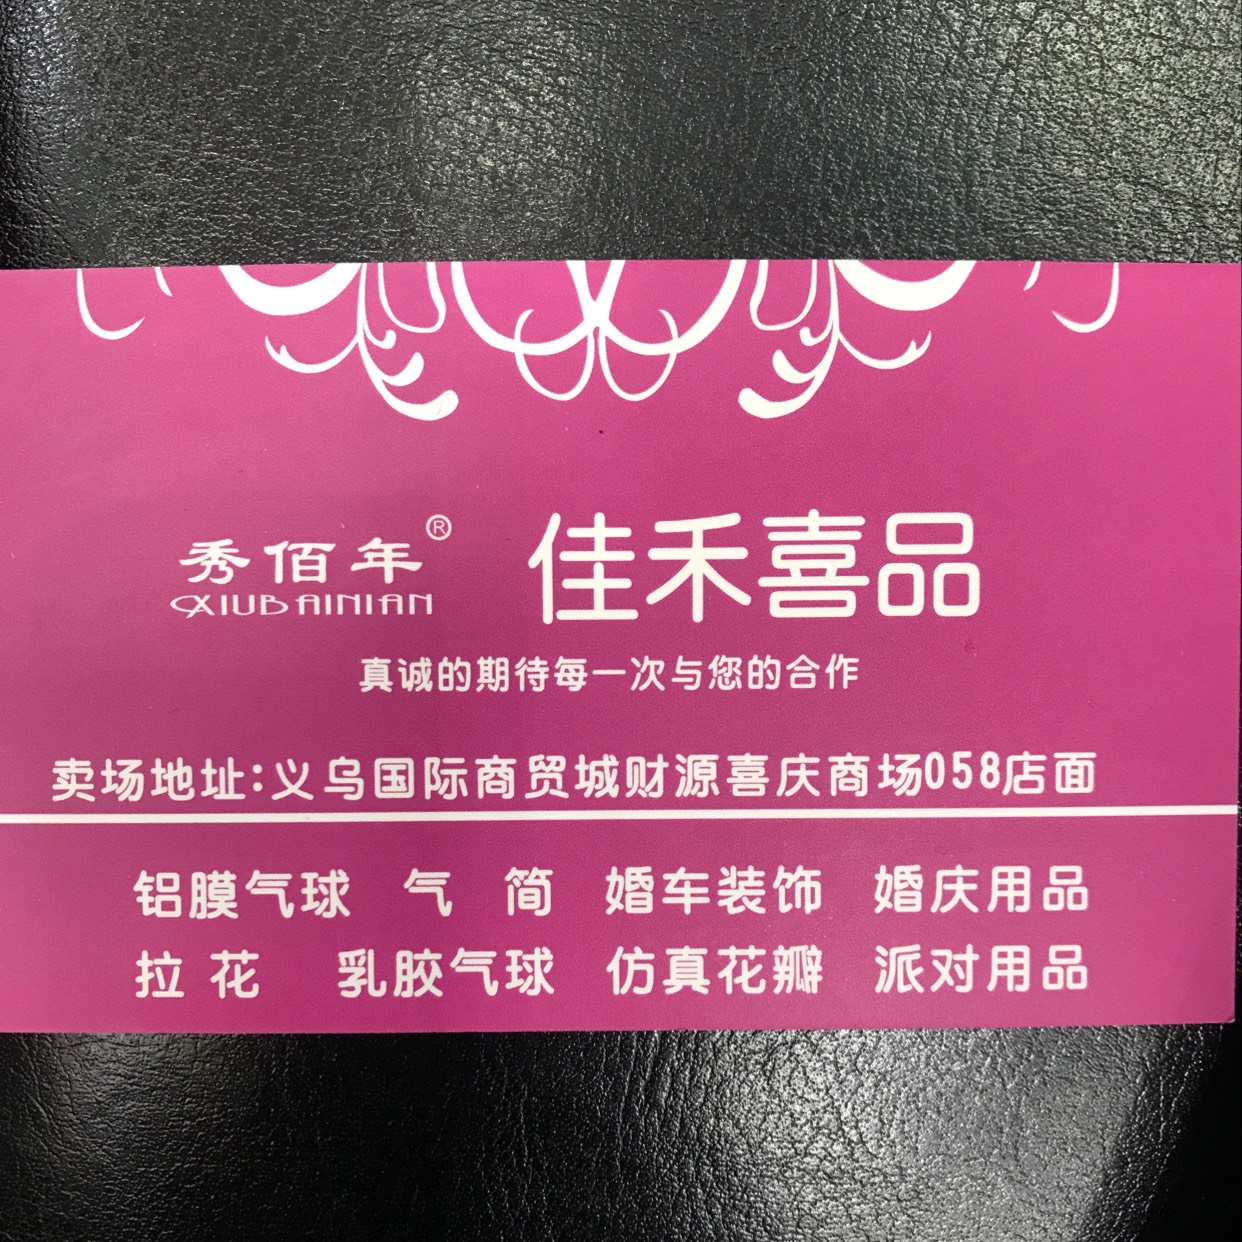 秀佰年® 佳禾喜品
XIUBAINIAN
真诚的期待每一次与您的合作
卖场地址:义乌国际商贸城财源喜庆商场058店面
铝膜气球 气 简 婚车装饰 婚庆用品
拉 花 乳胶气球 仿真花瓣 派对用品